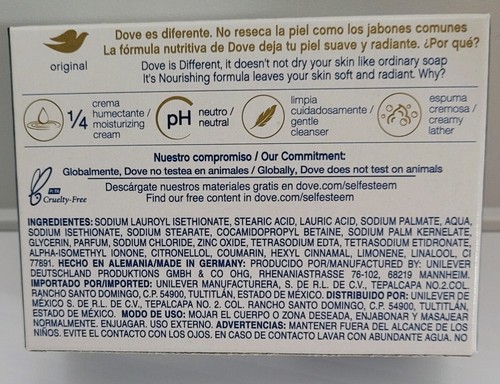 Dove es diferente. No reseca la piel como los jabones comunes
La fórmula nutritiva de Dove deja tu piel suave y radiante. ¿Por qué?
original
Dove is Different, it doesn't not dry your skin like ordinary soap
It's Nourishing formula leaves your skin soft and radiant. Why?
1/4
crema
humectante /
moisturizing
cream
pH
neutro /
neutral
limpia
cuidadosamente /
gentle
cleanser
espuma
cremosa /
creamy
lather
Nuestro compromiso / Our Commitment:
Globalmente, Dove no testea en animales / Globally, Dove does not test on animals
Cruelty-Free
Descárgate nuestros materiales gratis en dove.com/selfesteem
Find our free content in dove.com/selfesteem
INGREDIENTES: SODIUM LAUROYL ISETHIONATE, STEARIC ACID, LAURIC ACID, SODIUM PALMATE, AQUA,
SODIUM ISETHIONATE, SODIUM STEARATE, COCAMIDOPROPYL BETAINE, SODIUM PALM KERNELATE,
GLYCERIN, PARFUM, SODIUM CHLORIDE, ZINC OXIDE, TETRASODIUM EDTA, TETRASODIUM ETIDRONATE,
ALPHA-ISOMETHYL IONONE, CITRONELLOL, COUMARIN, HEXYL CINNAMAL, LIMONENE, LINALOOL, CI
77891. HECHO EN ALEMANIA/MADE IN GERMANY: PRODUCIDO POR/MANUFACTURED BY: UNILEVER
DEUTSCHLAND PRODUKTIONS GMBH & CO OHG, RHENANIASTRASSE 76-102, 68219 MANNHEIM.
IMPORTADO POR/IMPORTED: UNILEVER MANUFACTURERA, S. DE R.L. DE C.V., TEPALCAPA NO.2.COL.
RANCHO SANTO DOMINGO, C.P. 54900, TULTITLÁN, ESTADO DE MÉXICO. DISTRIBUIDO POR: UNILEVER DE
MÉXICO S. DE R.L. DE C.V., TEPALCAPA NO. 2. COL. RANCHO SANTO DOMINGO, C.P. 54900, TULTITLÁN,
ESTADO DE MÉXICO. MODO DE USO: MOJAR EL CUERPO O ZONA DESEADA, ENJABONAR Y MASAJEAR
NORMALMENTE. ENJUAGAR. USO EXTERNO. ADVERTENCIAS: MANTENER FUERA DEL ALCANCE DE LOS
NIÑOS. EVITE EL CONTACTO CON LOS OJOS. EN CASO DE CONTACTO LAVAR CON ABUNDANTE AGUA. NO